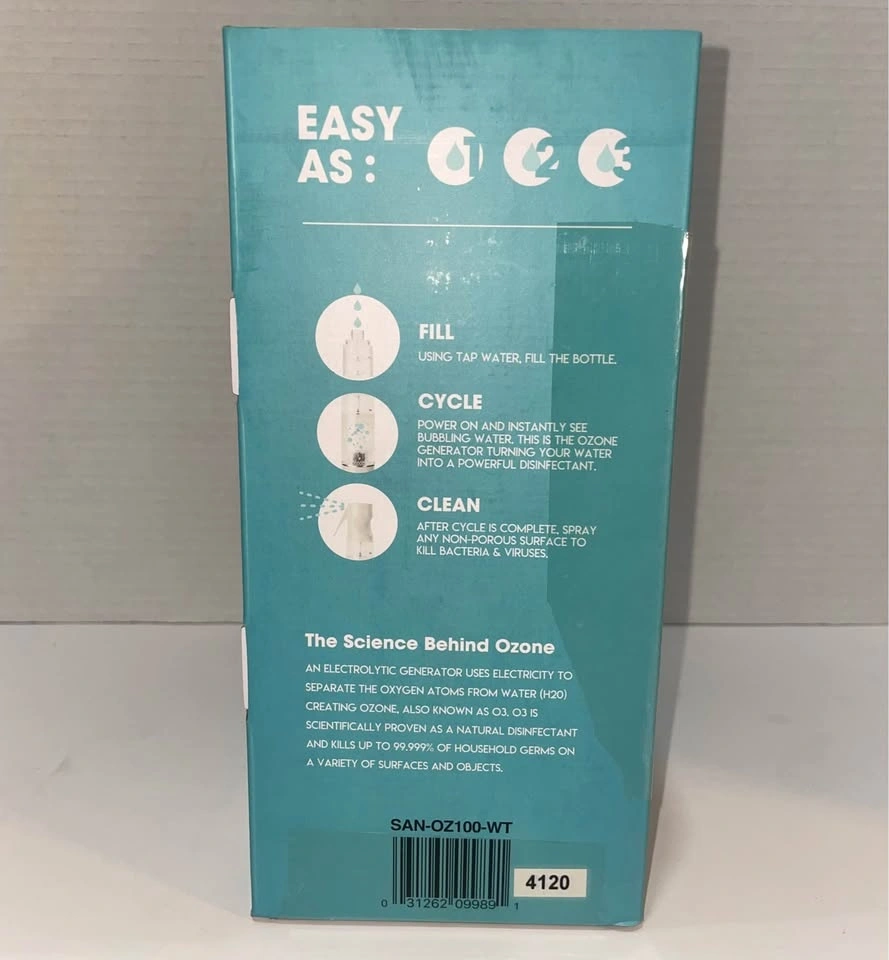 EASY
AS : 1 2 3
FILL
USING TAP WATER, FILL THE BOTTLE.
CYCLE
POWER ON AND INSTANTLY SEE
BUBBLING WATER. THIS IS THE OZONE
GENERATOR TURNING YOUR WATER
INTO A POWERFUL DISINFECTANT.
CLEAN
AFTER CYCLE IS COMPLETE, SPRAY
ANY NON-POROUS SURFACE TO
KILL BACTERIA & VIRUSES.
The Science Behind Ozone
AN ELECTROLYTIC GENERATOR USES ELECTRICITY TO
SEPARATE THE OXYGEN ATOMS FROM WATER (H20)
CREATING OZONE, ALSO KNOWN AS O3. O3 IS
SCIENTIFICALLY PROVEN AS A NATURAL DISINFECTANT
AND KILLS UP TO 99.999% OF HOUSEHOLD GERMS ON
A VARIETY OF SURFACES AND OBJECTS.
SAN-OZ100-WT
4120
0 31262 09989 1